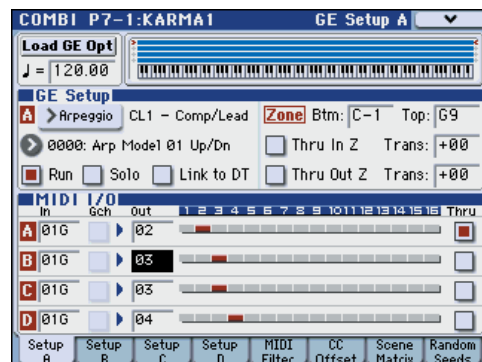 COMBI P7-1:KARMA1 GE Setup A
Load GE Opt
♩= 120.00
GE Setup
A >Arpeggio CL1 - Comp/Lead Zone Btm: C-1 Top: G9
0000: Arp Model 01 Up/Dn Thru In Z Trans: +00
Run Solo Link to DT Thru Out Z Trans: +00
MIDI I/O
In Gch Out 1 2 3 4 5 6 7 8 9 10 11 12 13 14 15 16 Thru
A 01G 02
B 01G 03
C 01G 03
D 01G 04
Setup A Setup B Setup C Setup D MIDI Filter CC Offset Scene Matrix Random Seeds